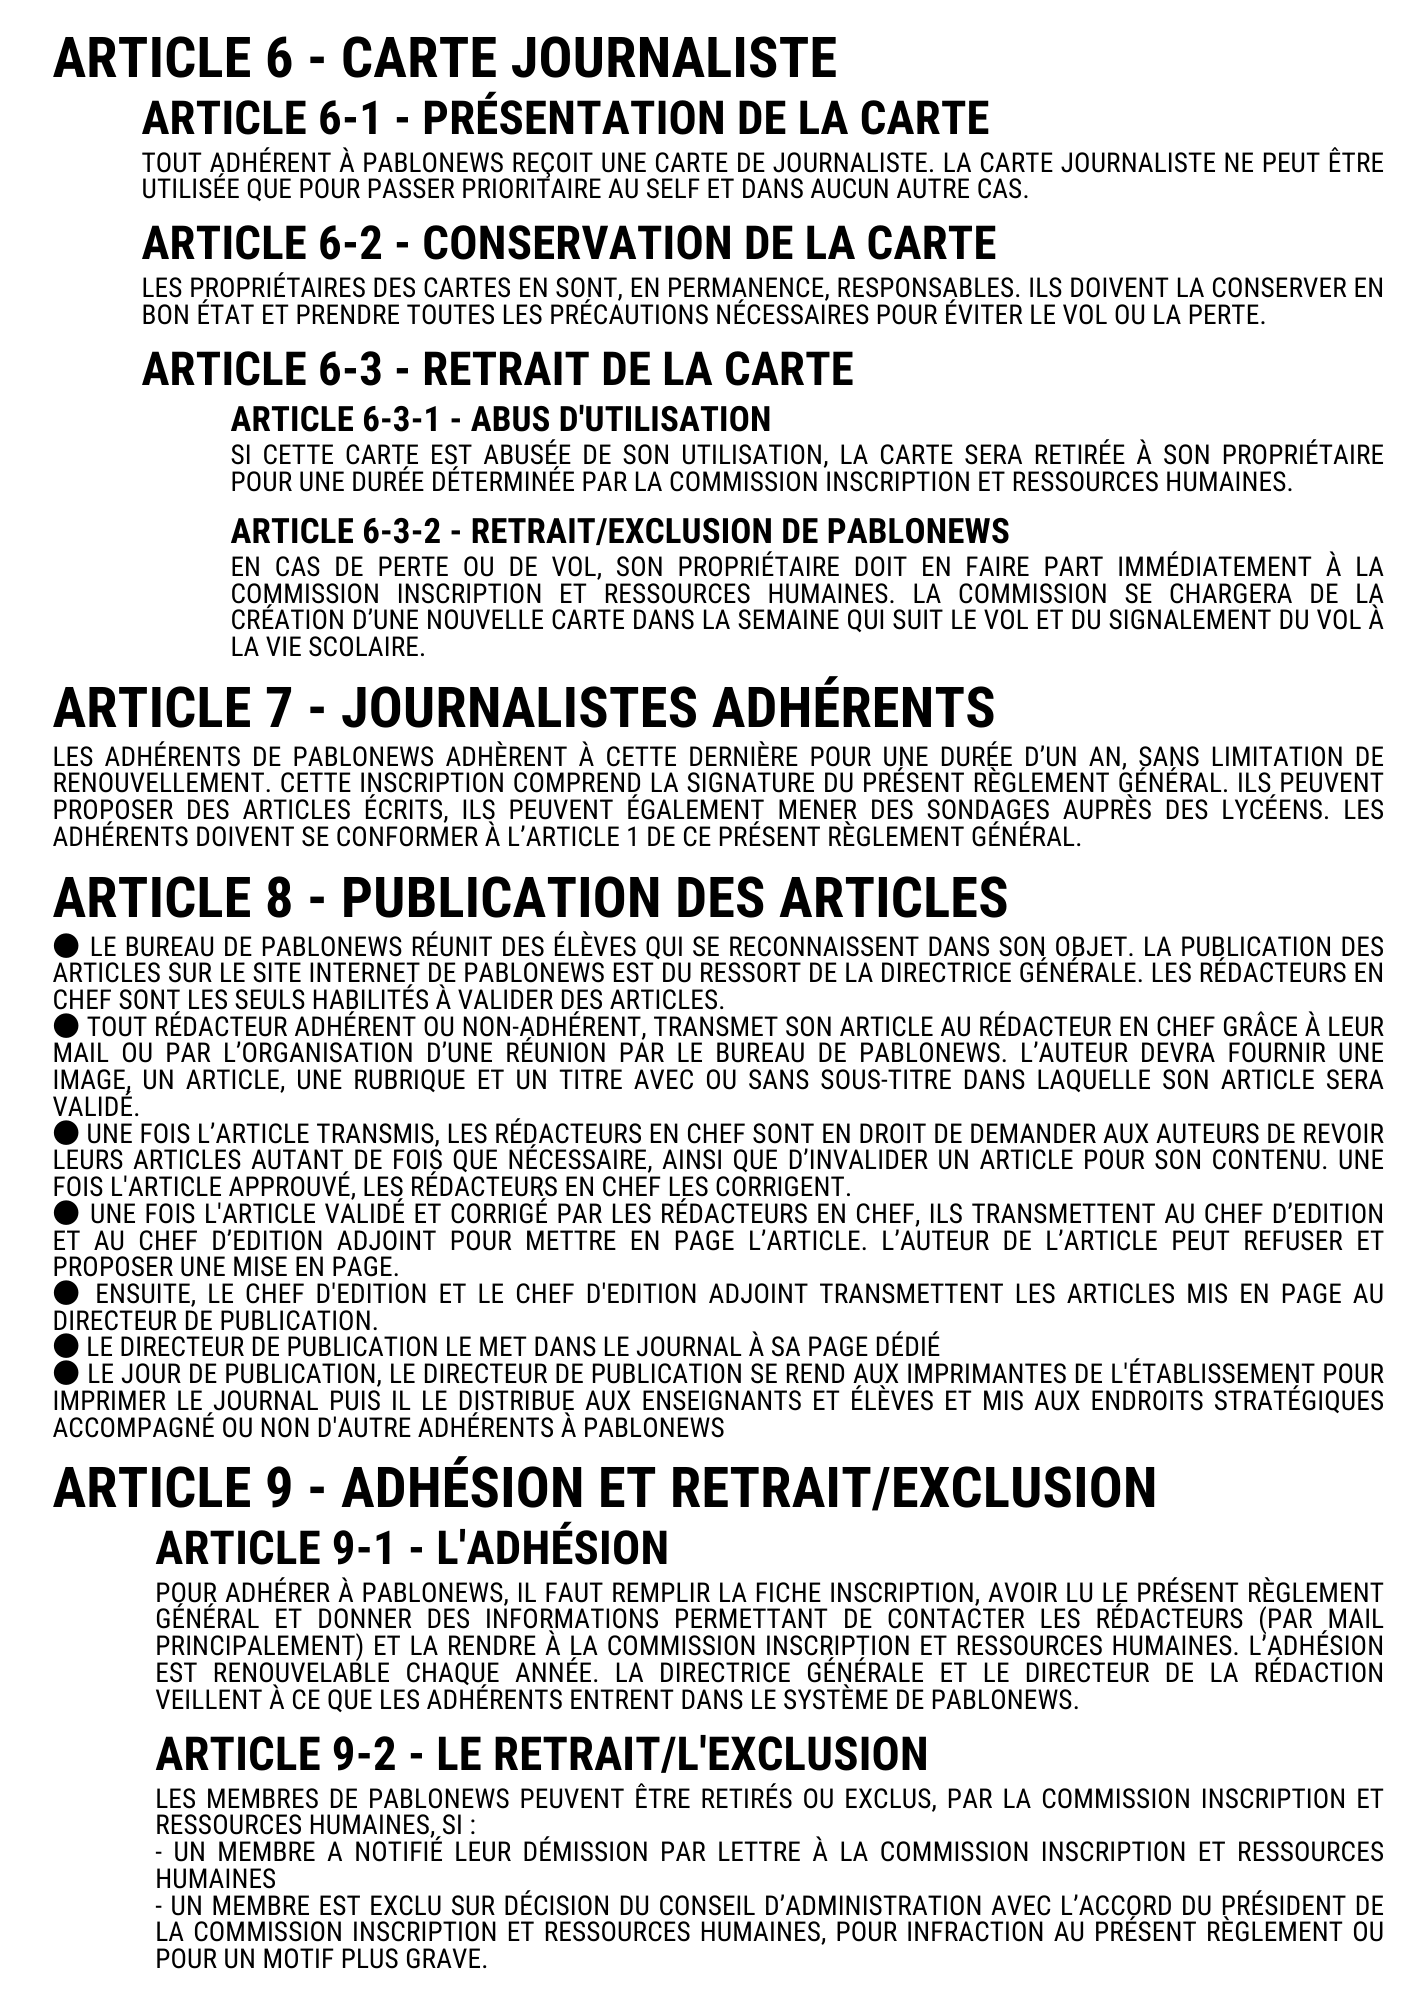 ARTICLE 6 - CARTE JOURNALISTE
ARTICLE 6-1 - PRÉSENTATION DE LA CARTE
TOUT ADHÉRENT À PABLONEWS REÇOIT UNE CARTE DE JOURNALISTE. LA CARTE JOURNALISTE NE PEUT ÊTRE
UTILISÉE QUE POUR PASSER PRIORITAIRE AU SELF ET DANS AUCUN AUTRE CAS.
ARTICLE 6-2 - CONSERVATION DE LA CARTE
LES PROPRIÉTAIRES DES CARTES EN SONT, EN PERMANENCE, RESPONSABLES. ILS DOIVENT LA CONSERVER EN
BON ÉTAT ET PRENDRE TOUTES LES PRÉCAUTIONS NÉCESSAIRES POUR ÉVITER LE VOL OU LA PERTE.
ARTICLE 6-3 - RETRAIT DE LA CARTE
ARTICLE 6-3-1 - ABUS D'UTILISATION
SI CETTE CARTE EST ABUSÉE DE SON UTILISATION, LA CARTE SERA RETIRÉE À SON PROPRIÉTAIRE
POUR UNE DURÉE DÉTERMINÉE PAR LA COMMISSION INSCRIPTION ET RESSOURCES HUMAINES.
ARTICLE 6-3-2 - RETRAIT/EXCLUSION DE PABLONEWS
EN CAS DE PERTE OU DE VOL, SON PROPRIÉTAIRE DOIT EN FAIRE PART IMMÉDIATEMENT À LA
COMMISSION INSCRIPTION ET RESSOURCES HUMAINES. LA COMMISSION SE CHARGERA DE LA
CRÉATION D’UNE NOUVELLE CARTE DANS LA SEMAINE QUI SUIT LE VOL ET DU SIGNALEMENT DU VOL À
LA VIE SCOLAIRE.
ARTICLE 7 - JOURNALISTES ADHÉRENTS
LES ADHÉRENTS DE PABLONEWS ADHÈRENT À CETTE DERNIÈRE POUR UNE DURÉE D’UN AN, SANS LIMITATION DE
RENOUVELLEMENT. CETTE INSCRIPTION COMPREND LA SIGNATURE DU PRÉSENT RÈGLEMENT GÉNÉRAL. ILS PEUVENT
PROPOSER DES ARTICLES ÉCRITS, ILS PEUVENT ÉGALEMENT MENER DES SONDAGES AUPRÈS DES LYCÉENS. LES
ADHÉRENTS DOIVENT SE CONFORMER À L’ARTICLE 1 DE CE PRÉSENT RÈGLEMENT GÉNÉRAL.
ARTICLE 8 - PUBLICATION DES ARTICLES
● LE BUREAU DE PABLONEWS RÉUNIT DES ÉLÈVES QUI SE RECONNAISSENT DANS SON OBJET. LA PUBLICATION DES
ARTICLES SUR LE SITE INTERNET DE PABLONEWS EST DU RESSORT DE LA DIRECTRICE GÉNÉRALE. LES RÉDACTEURS EN
CHEF SONT LES SEULS HABILITÉS À VALIDER DES ARTICLES.
● TOUT RÉDACTEUR ADHÉRENT OU NON-ADHÉRENT, TRANSMET SON ARTICLE AU RÉDACTEUR EN CHEF GRÂCE À LEUR
MAIL OU PAR L’ORGANISATION D’UNE RÉUNION PAR LE BUREAU DE PABLONEWS. L’AUTEUR DEVRA FOURNIR UNE
IMAGE, UN ARTICLE, UNE RUBRIQUE ET UN TITRE AVEC OU SANS SOUS-TITRE DANS LAQUELLE SON ARTICLE SERA
VALIDÉ.
● UNE FOIS L’ARTICLE TRANSMIS, LES RÉDACTEURS EN CHEF SONT EN DROIT DE DEMANDER AUX AUTEURS DE REVOIR
LEURS ARTICLES AUTANT DE FOIS QUE NÉCESSAIRE, AINSI QUE D’INVALIDER UN ARTICLE POUR SON CONTENU. UNE
FOIS L'ARTICLE APPROUVÉ, LES RÉDACTEURS EN CHEF LES CORRIGENT.
● UNE FOIS L'ARTICLE VALIDÉ ET CORRIGÉ PAR LES RÉDACTEURS EN CHEF, ILS TRANSMETTENT AU CHEF D’EDITION
ET AU CHEF D’EDITION ADJOINT POUR METTRE EN PAGE L’ARTICLE. L’AUTEUR DE L’ARTICLE PEUT REFUSER ET
PROPOSER UNE MISE EN PAGE.
● ENSUITE, LE CHEF D'EDITION ET LE CHEF D'EDITION ADJOINT TRANSMETTENT LES ARTICLES MIS EN PAGE AU
DIRECTEUR DE PUBLICATION.
● LE DIRECTEUR DE PUBLICATION LE MET DANS LE JOURNAL À SA PAGE DÉDIÉ
● LE JOUR DE PUBLICATION, LE DIRECTEUR DE PUBLICATION SE REND AUX IMPRIMANTES DE L'ÉTABLISSEMENT POUR
IMPRIMER LE JOURNAL PUIS IL LE DISTRIBUE AUX ENSEIGNANTS ET ÉLÈVES ET MIS AUX ENDROITS STRATÉGIQUES
ACCOMPAGNÉ OU NON D'AUTRE ADHÉRENTS À PABLONEWS
ARTICLE 9 - ADHÉSION ET RETRAIT/EXCLUSION
ARTICLE 9-1 - L'ADHÉSION
POUR ADHÉRER À PABLONEWS, IL FAUT REMPLIR LA FICHE INSCRIPTION, AVOIR LU LE PRÉSENT RÈGLEMENT
GÉNÉRAL ET DONNER DES INFORMATIONS PERMETTANT DE CONTACTER LES RÉDACTEURS (PAR MAIL
PRINCIPALEMENT) ET LA RENDRE À LA COMMISSION INSCRIPTION ET RESSOURCES HUMAINES. L’ADHÉSION
EST RENOUVELABLE CHAQUE ANNÉE. LA DIRECTRICE GÉNÉRALE ET LE DIRECTEUR DE LA RÉDACTION
VEILLENT À CE QUE LES ADHÉRENTS ENTRENT DANS LE SYSTÈME DE PABLONEWS.
ARTICLE 9-2 - LE RETRAIT/L'EXCLUSION
LES MEMBRES DE PABLONEWS PEUVENT ÊTRE RETIRÉS OU EXCLUS, PAR LA COMMISSION INSCRIPTION ET
RESSOURCES HUMAINES, SI :
- UN MEMBRE A NOTIFIÉ LEUR DÉMISSION PAR LETTRE À LA COMMISSION INSCRIPTION ET RESSOURCES
HUMAINES
- UN MEMBRE EST EXCLU SUR DÉCISION DU CONSEIL D’ADMINISTRATION AVEC L’ACCORD DU PRÉSIDENT DE
LA COMMISSION INSCRIPTION ET RESSOURCES HUMAINES, POUR INFRACTION AU PRÉSENT RÈGLEMENT OU
POUR UN MOTIF PLUS GRAVE.